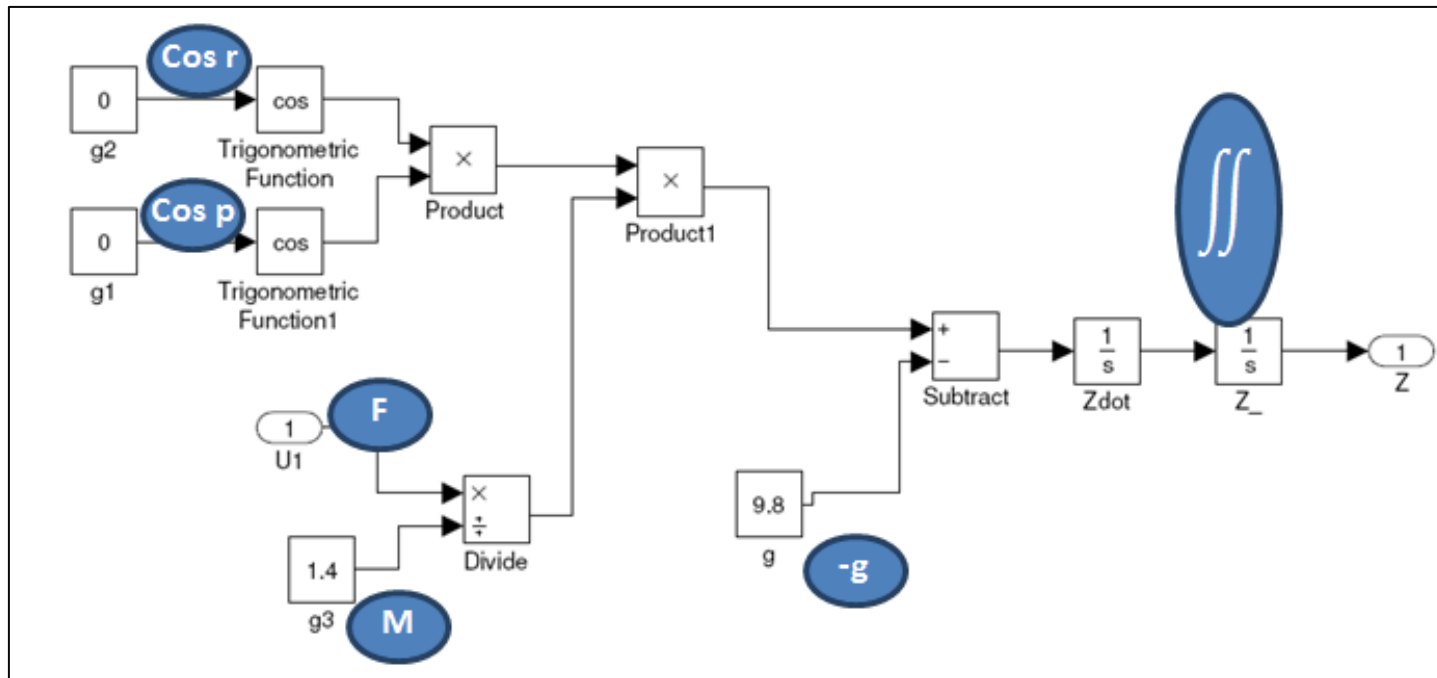 Cos r
0
g2
cos
Trigonometric
Function
×
Product
×
Product1
Cos p
0
g1
cos
Trigonometric
Function1
∬
F
1
U1
×
÷
Divide
1.4
g3
M
+
−
Subtract
9.8
g
-g
1
s
Zdot
1
s
Z_
1
Z